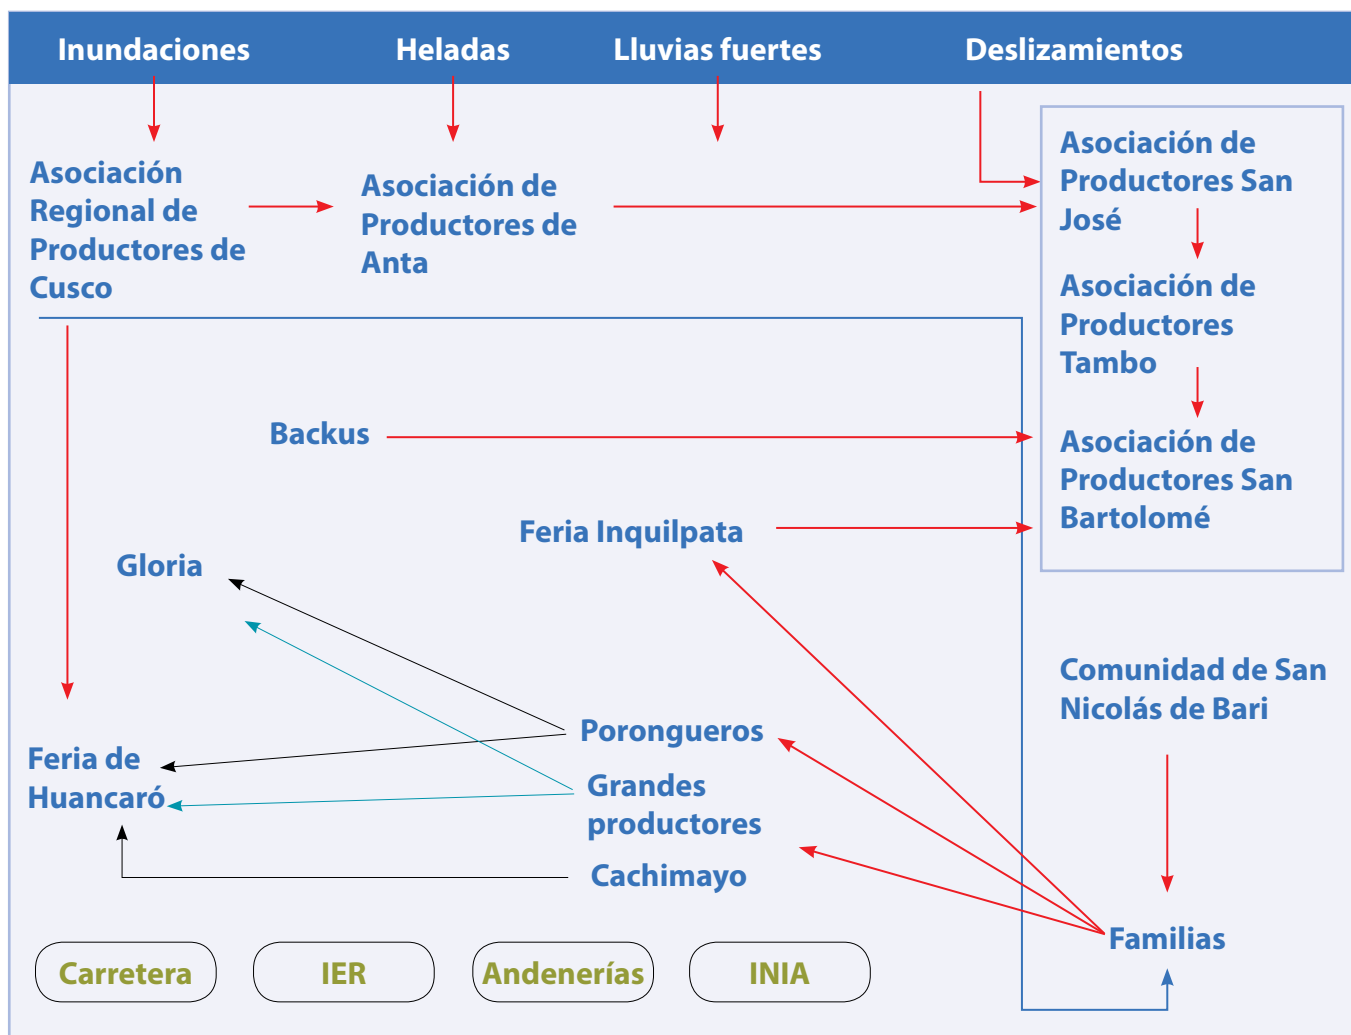 Inundaciones
Heladas
Lluvias fuertes
Deslizamientos
Asociación
Regional de
Productores de
Cusco
Asociación de
Productores de
Anta
Asociación de
Productores San
José
Asociación de
Productores
Tambo
Backus
Asociación de
Productores San
Bartolomé
Feria Inquilpata
Gloria
Comunidad de San
Nicolás de Bari
Porongueros
Feria de
Huancaró
Grandes
productores
Cachimayo
Familias
Carretera
IER
Andenerías
INIA